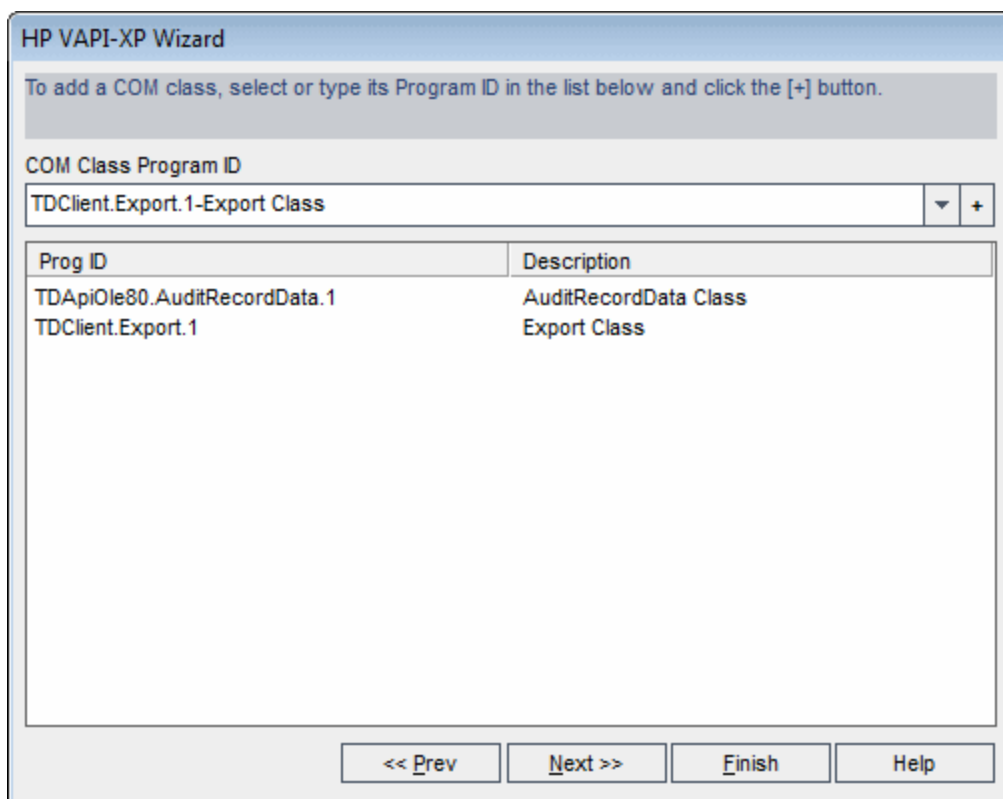 HP VAPI-XP Wizard
To add a COM class, select or type its Program ID in the list below and click the [+] button.
COM Class Program ID
TDClient.Export.1-Export Class +
Prog ID Description
TDApiOle80.AuditRecordData.1 AuditRecordData Class
TDClient.Export.1 Export Class
<< Prev Next >> Finish Help